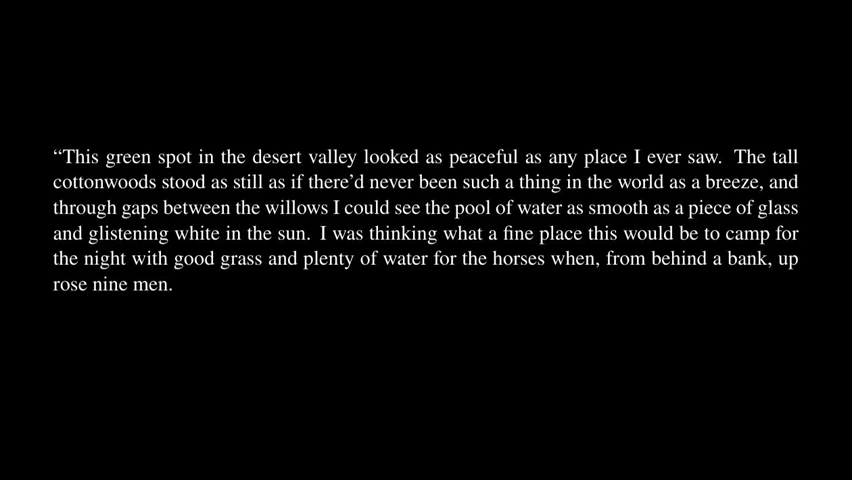 “This green spot in the desert valley looked as peaceful as any place I ever saw. The tall
cottonwoods stood as still as if there’d never been such a thing in the world as a breeze, and
through gaps between the willows I could see the pool of water as smooth as a piece of glass
and glistening white in the sun. I was thinking what a fine place this would be to camp for
the night with good grass and plenty of water for the horses when, from behind a bank, up
rose nine men.